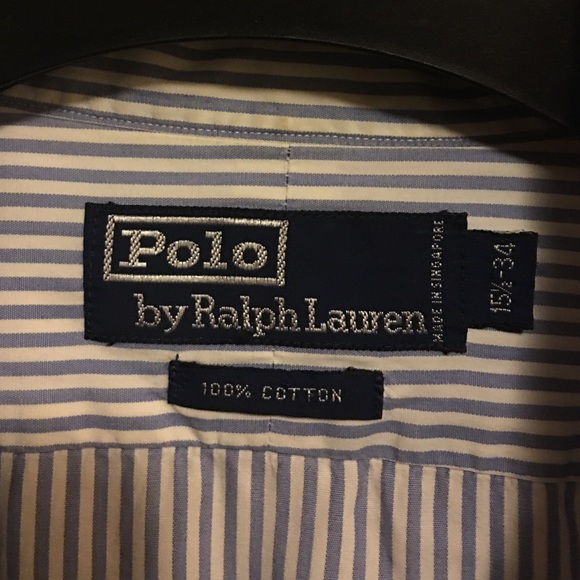 Polo
by Ralph Lauren
MADE IN SINGAPORE
15½-34
100% COTTON